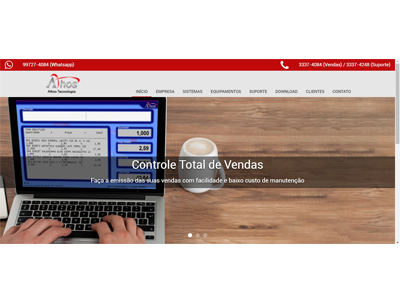 99727-4084 (Whatsapp)
3337-4084 (Vendas) / 3337-4248 (Suporte)
Athos
Athos Tecnologia
INÍCIO EMPRESA SISTEMAS EQUIPAMENTOS SUPORTE DOWNLOAD CLIENTES CONTATO
1,000
2,59
Controle Total de Vendas
Faça a emissão das suas vendas com facilidade e baixo custo de manutenção